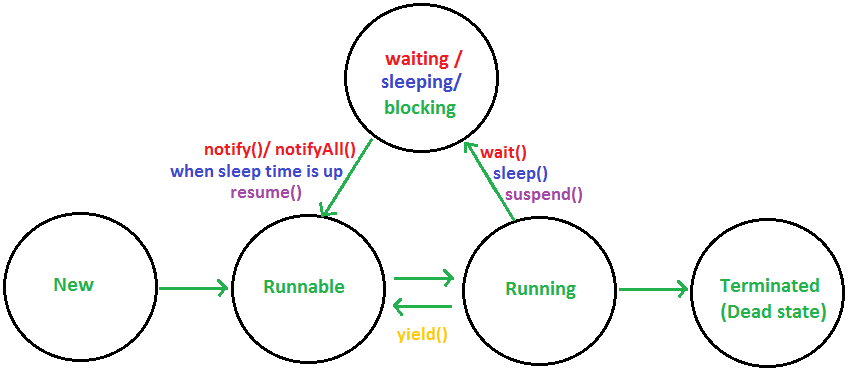 waiting /
sleeping/
blocking
notify()/ notifyAll()
when sleep time is up
resume()
wait()
sleep()
suspend()
New
Runnable
Running
Terminated
(Dead state)
yield()